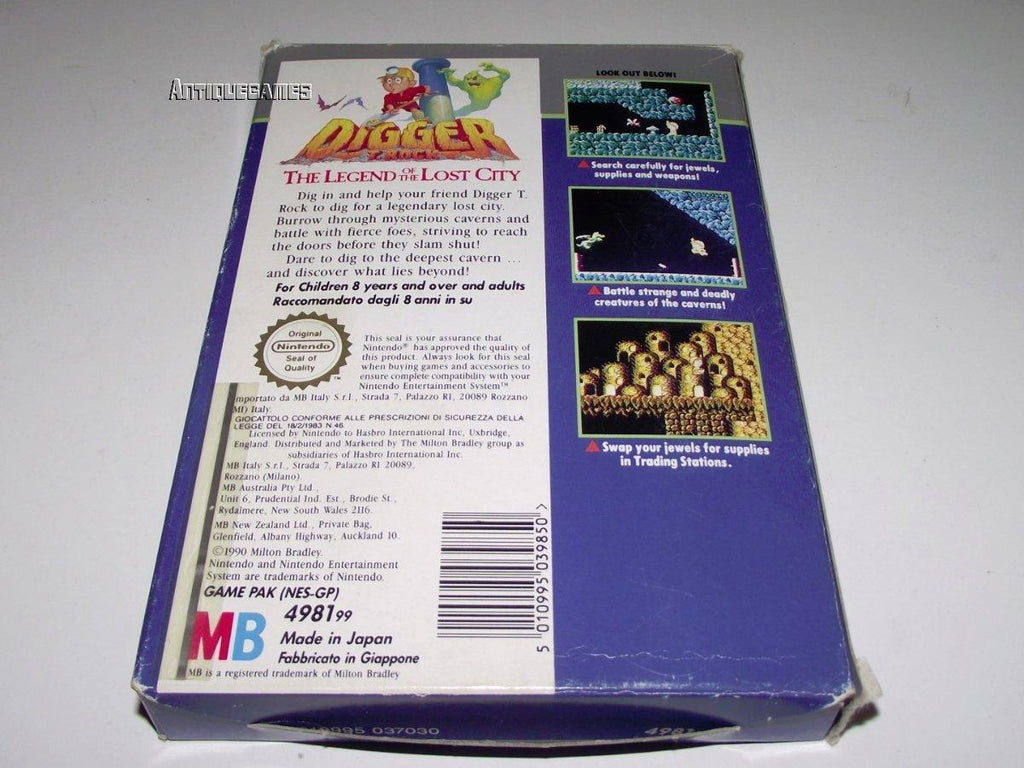 ANTIQUEGAMES
DIGGER
T. ROCK
THE LEGEND OF THE LOST CITY
Dig in and help your friend Digger T.
Rock to dig for a legendary lost city.
Burrow through mysterious caverns and
battle with fierce foes, striving to reach
the doors before they slam shut!
Dare to dig to the deepest cavern ...
and discover what lies beyond!
For Children 8 years and over and adults
Raccomandato dagli 8 anni in su
Original
Nintendo
Seal of
Quality
TM
This seal is your assurance that
Nintendo® has approved the quality of
this product. Always look for this seal
when buying games and accessories to
ensure complete compatibility with your
Nintendo Entertainment System™
mportato da MB Italy S.r.l., Strada 7, Palazzo R1, 20089 Rozzano
MI) Italy.
GIOCATTOLO CONFORME ALLE PRESCRIZIONI DI SICUREZZA DELLA
LEGGE DEL 18/2/1983 N.46.
Licensed by Nintendo to Hasbro International Inc, Uxbridge,
England. Distributed and Marketed by The Milton Bradley group as
subsidiaries of Hasbro International Inc.
MB Italy S.r.l., Strada 7, Palazzo R1 20089,
Rozzano (Milano).
MB Australia Pty Ltd.,
Unit 6, Prudential Ind. Est., Brodie St.,
Rydalmere, New South Wales 2116.
MB New Zealand Ltd., Private Bag,
Glenfield, Albany Highway, Auckland 10.
©1990 Milton Bradley.
Nintendo and Nintendo Entertainment
System are trademarks of Nintendo.
GAME PAK (NES-GP)
498199
MB
Made in Japan
Fabbricato in Giappone
MB is a registered trademark of Milton Bradley
5 010995 039850 >
LOOK OUT BELOW!
Search carefully for jewels,
supplies and weapons!
Battle strange and deadly
creatures of the caverns!
Swap your jewels for supplies
in Trading Stations.
0995 037030
498